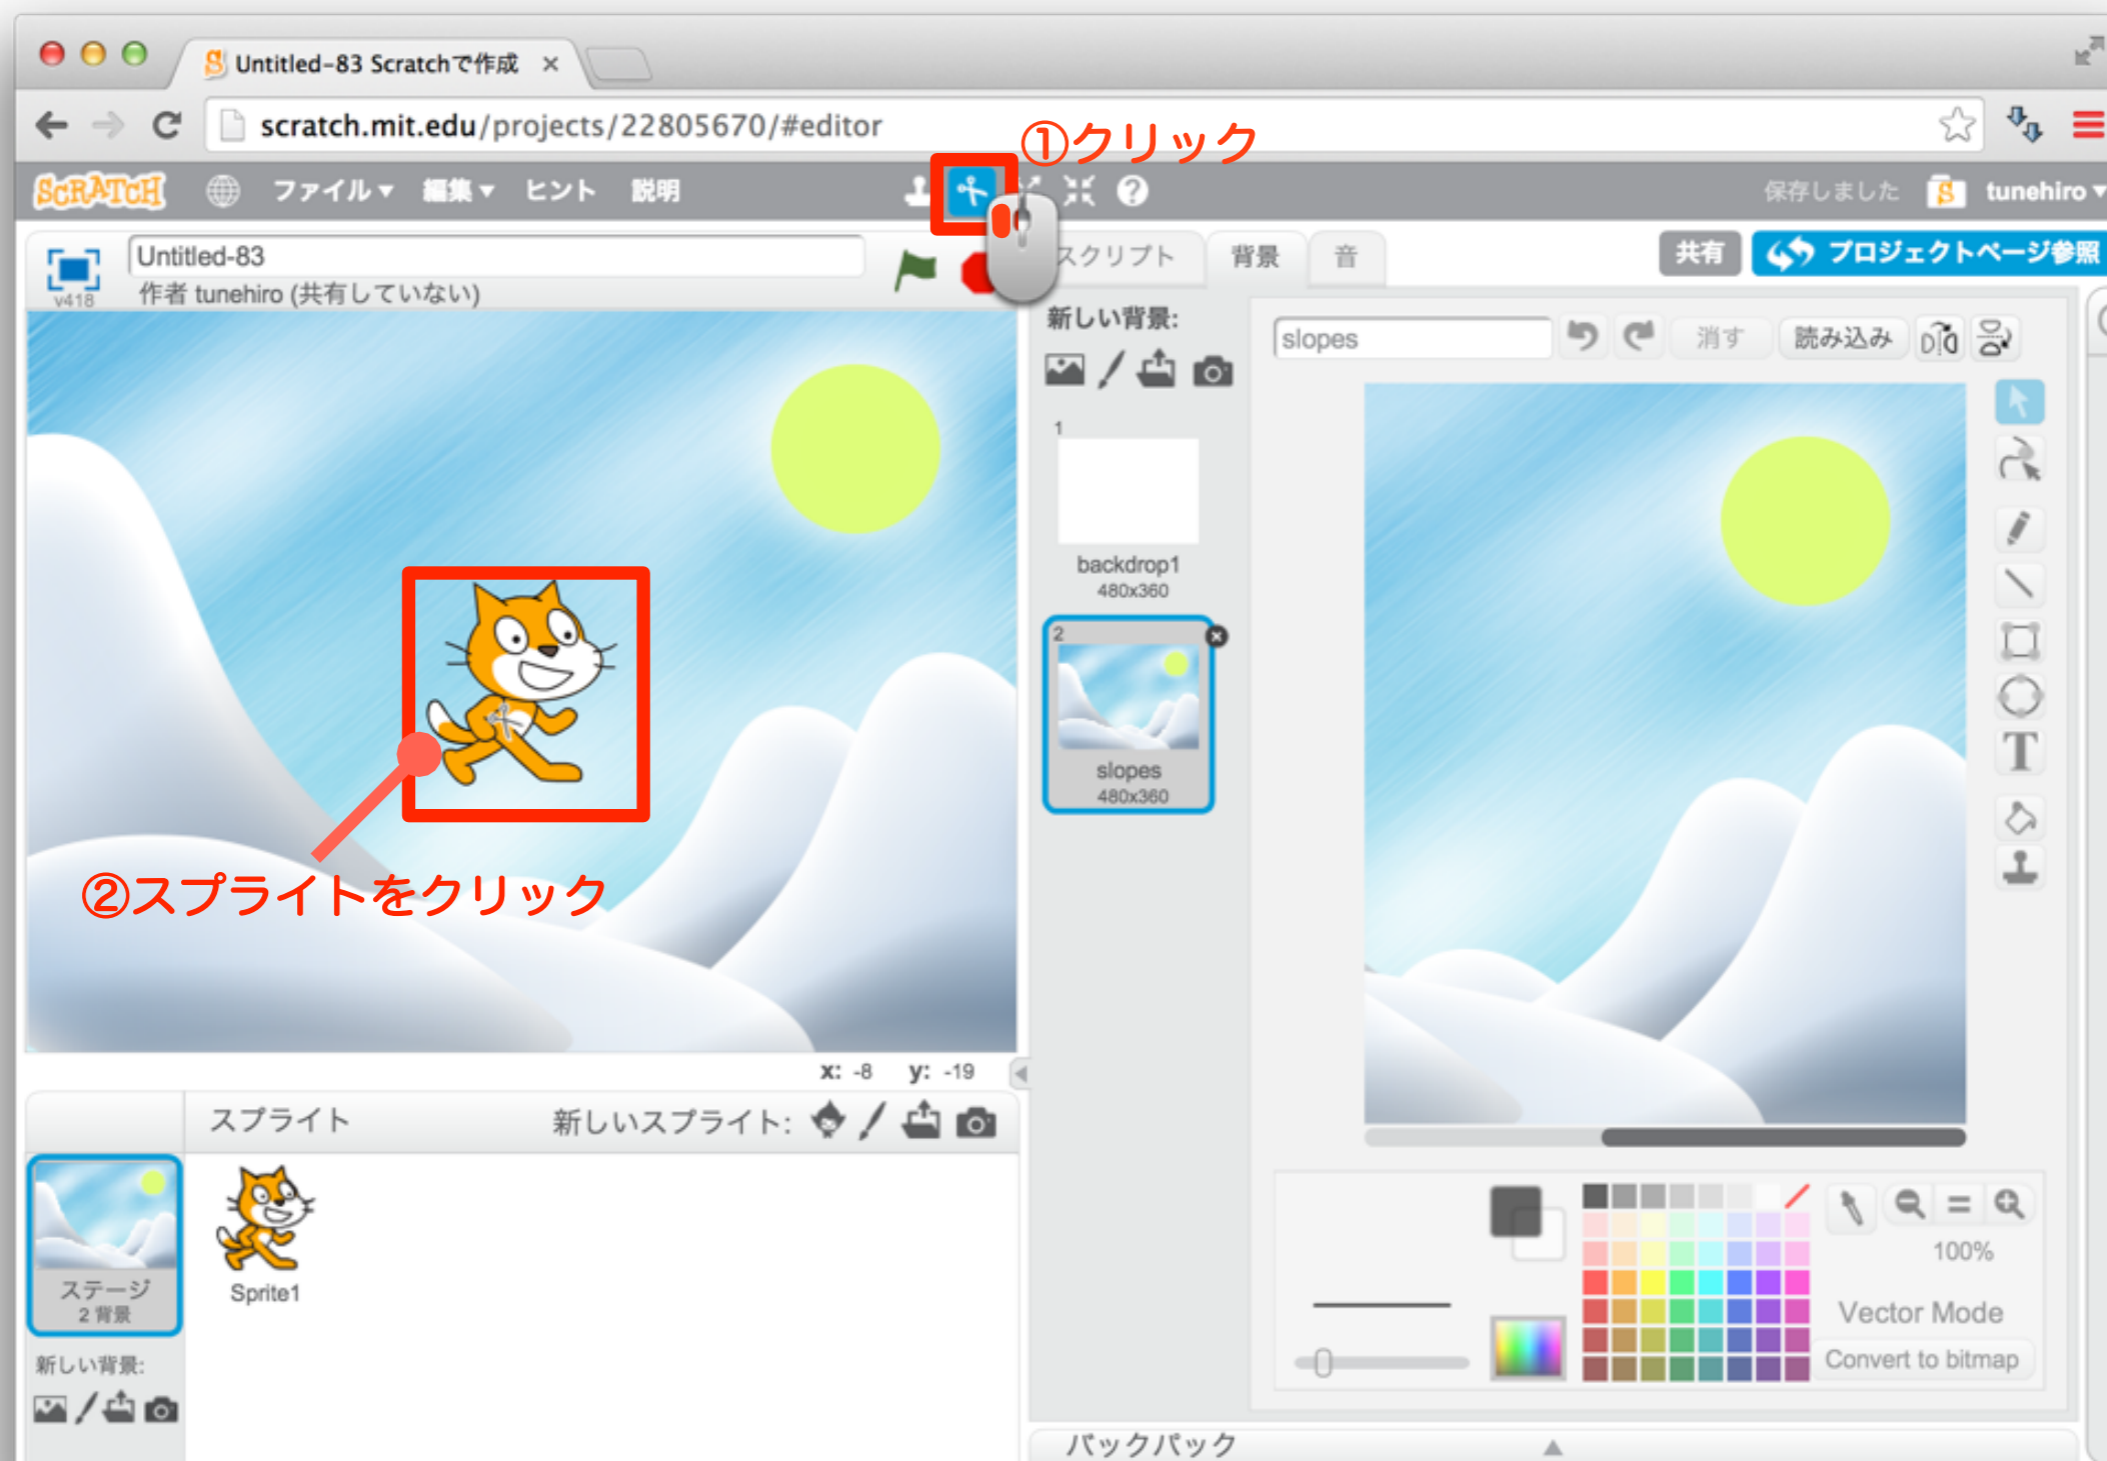 Untitled-83 Scratchで作成
scratch.mit.edu/projects/22805670/#editor
①クリック
SCRATCH
ファイル▼ 編集▼ ヒント 説明
保存しました
tunehiro▼
Untitled-83
v418
作者 tunehiro (共有していない)
スクリプト 背景 音
共有
プロジェクトページ参照
新しい背景:
slopes
消す
読み込み
1
backdrop1
480x360
2
slopes
480x360
T
②スプライトをクリック
x: -8 y: -19
スプライト
新しいスプライト:
ステージ
2 背景
Sprite1
新しい背景:
100%
Vector Mode
Convert to bitmap
バックパック